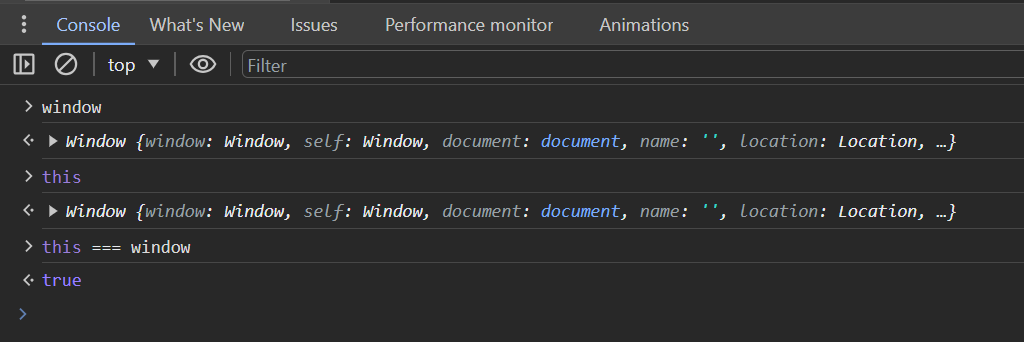 Console What's New Issues Performance monitor Animations
top ▼ Filter
> window
<· ▶ Window {window: Window, self: Window, document: document, name: '', location: Location, …}
> this
<· ▶ Window {window: Window, self: Window, document: document, name: '', location: Location, …}
> this === window
<· true
>